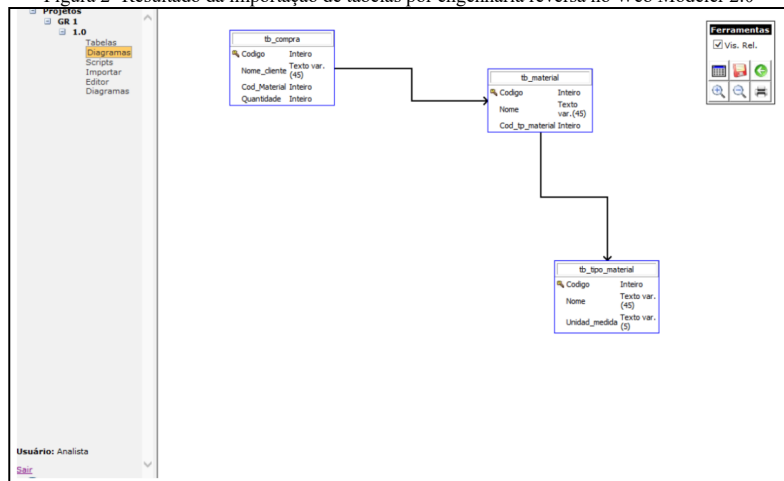 Figura 2- Resultado da importação de tabelas por engenharia reversa no Web Modeler 2.0
Projetos
GR 1
1.0
Tabelas
Diagramas
Scripts
Importar
Editor
Diagramas
Usuário: Analista
Sair
tb_compra
Codigo Inteiro
Nome_cliente Texto var.
(45)
Cod_Material Inteiro
Quantidade Inteiro
tb_material
Codigo Inteiro
Nome Texto
var.(45)
Cod_tp_material Inteiro
tb_tipo_material
Codigo Inteiro
Nome Texto var.
(45)
Unidad_medida Texto var.
(5)
Ferramentas
Vis. Rel.